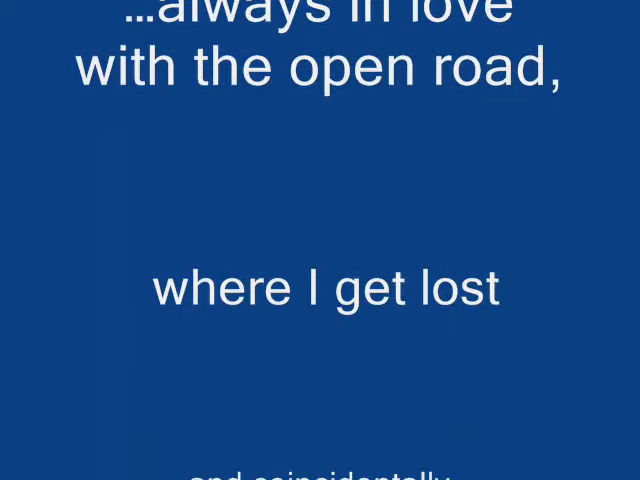 ...always in love
with the open road,
where I get lost
and coincidentally